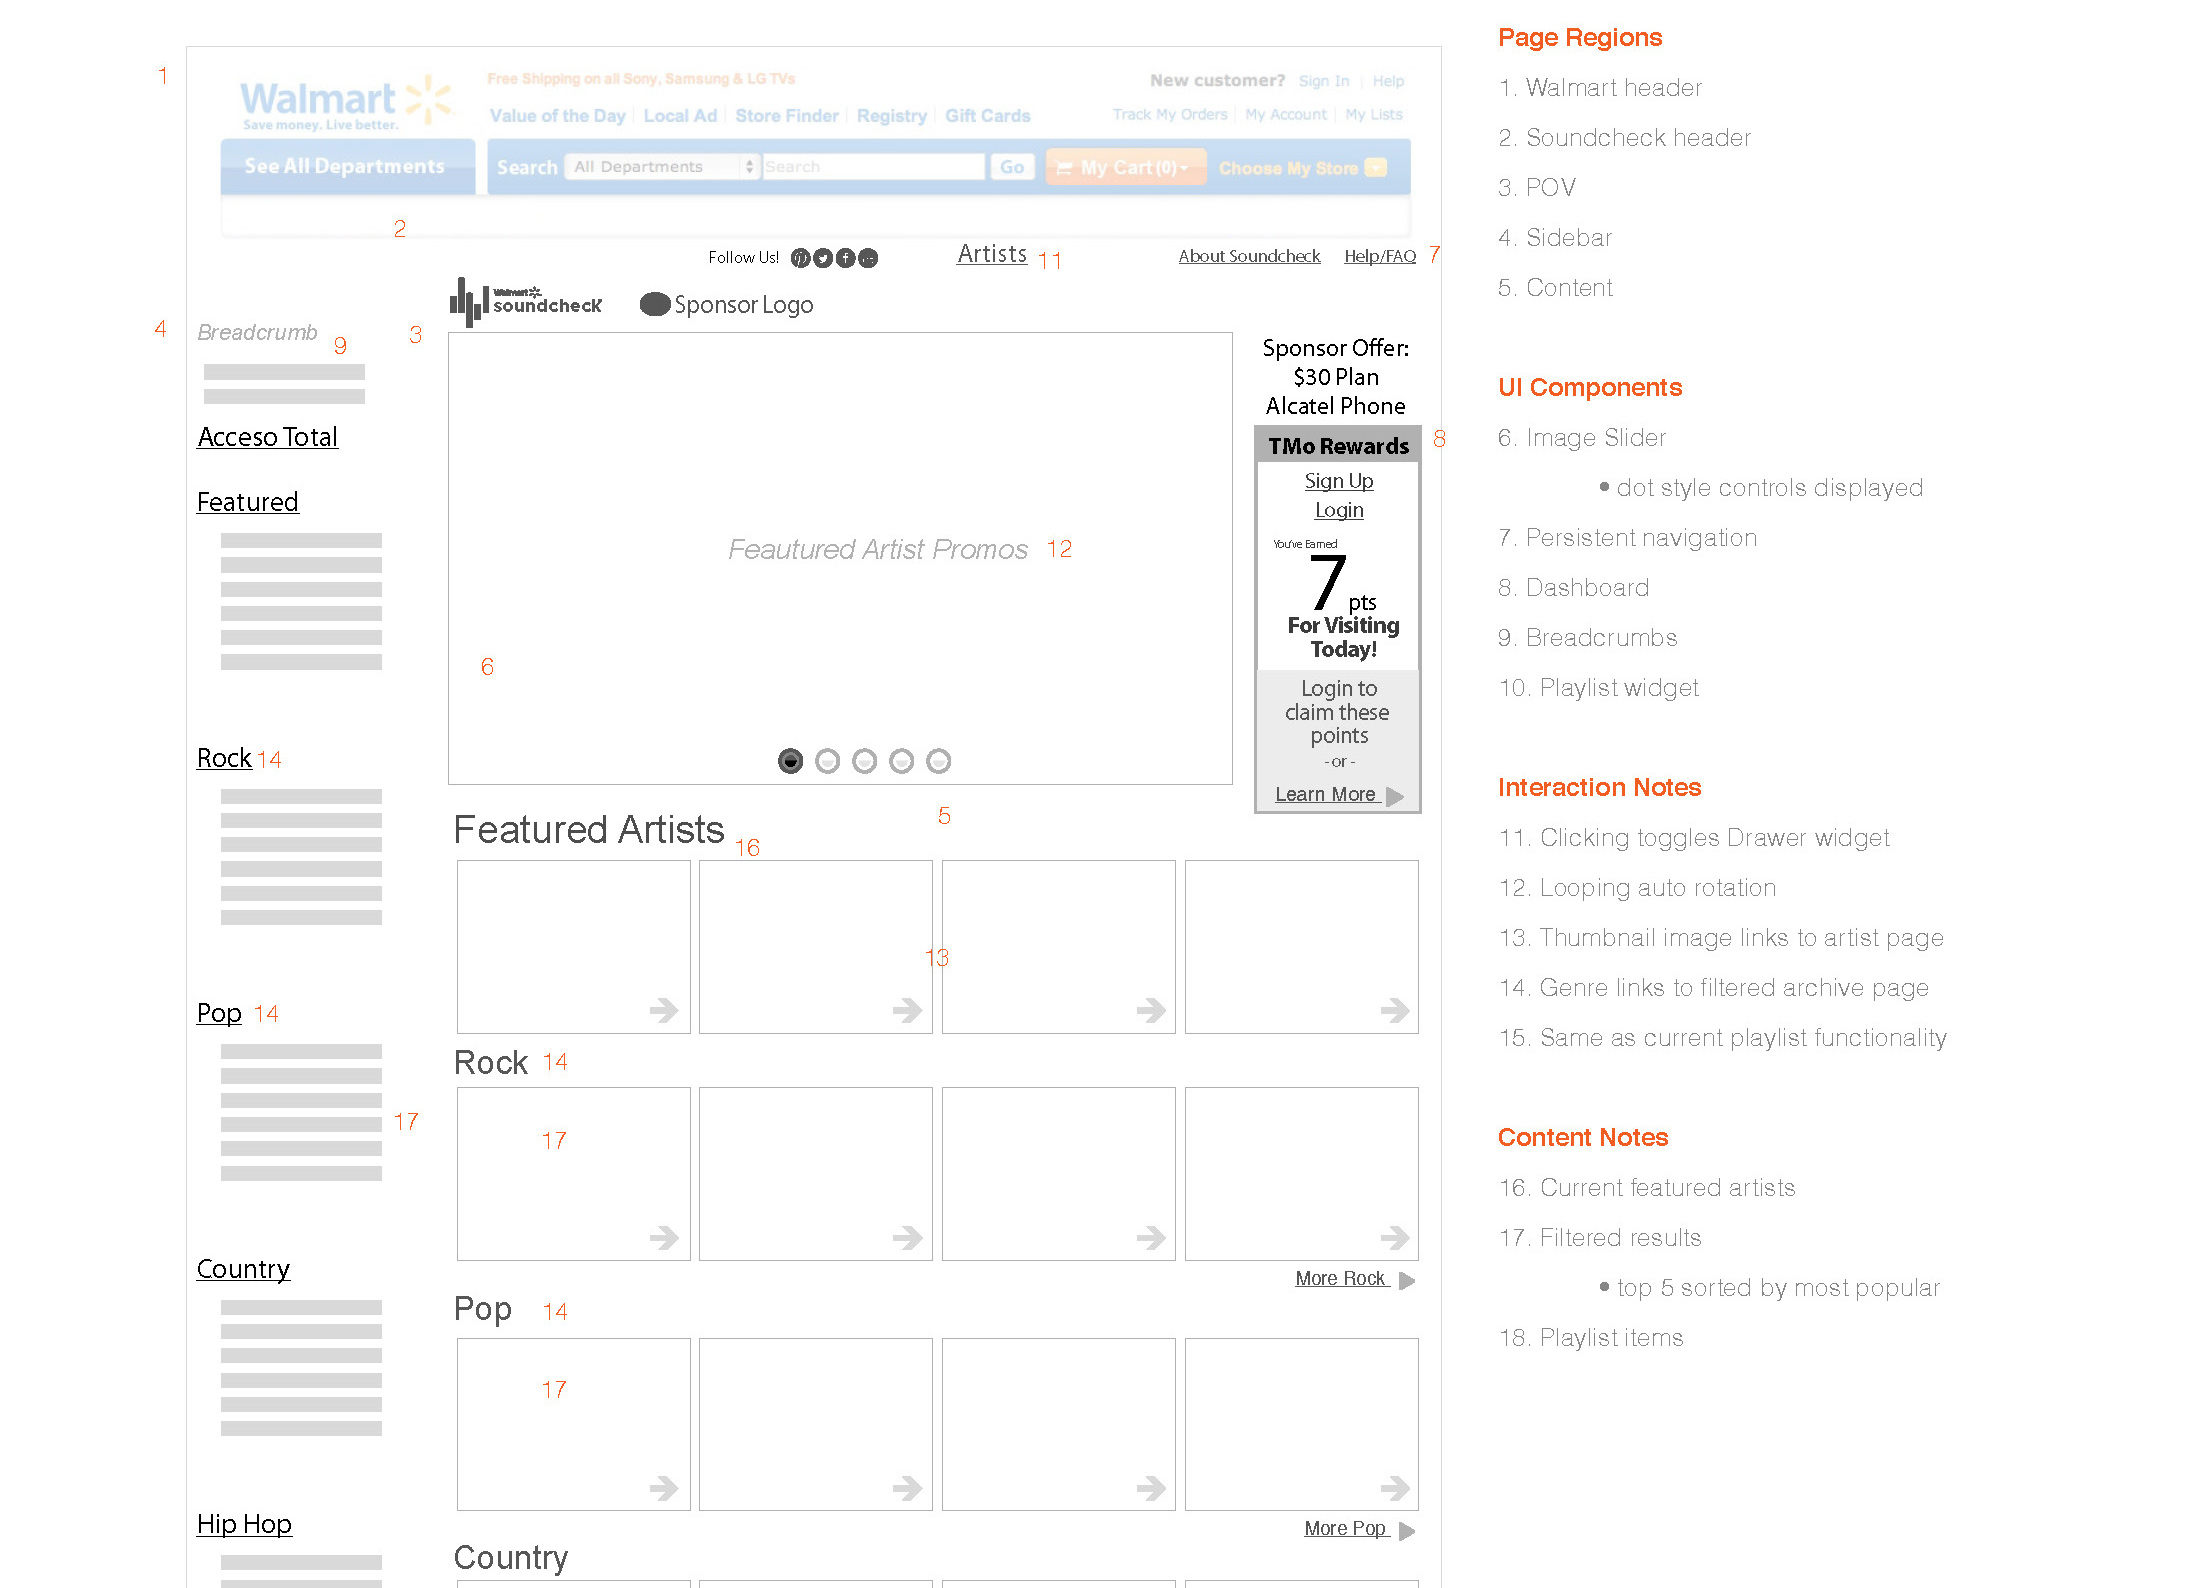 1
Walmart
Save money. Live better.
Free Shipping on all Sony, Samsung & LG TVs
New customer? Sign In | Help
Value of the Day Local Ad Store Finder Registry Gift Cards
Track My Orders My Account My Lists
See All Departments
Search All Departments Search Go My Cart (0) Choose My Store
2
Follow Us!
Artists 11
About Soundcheck Help/FAQ 7
Walmart
soundcheck
Sponsor Logo
4 Breadcrumb 9
Acceso Total
Featured
Rock 14
Pop 14
17
Country
Hip Hop
3
Feautured Artist Promos 12
6
Sponsor Offer:
$30 Plan
Alcatel Phone
8
TMo Rewards
Sign Up
Login
You've Earned
7 pts
For Visiting
Today!
Login to
claim these
points
- or -
Learn More
5
Featured Artists 16
13
Rock 14
17
More Rock
Pop 14
17
More Pop
Country
Page Regions
1. Walmart header
2. Soundcheck header
3. POV
4. Sidebar
5. Content
UI Components
6. Image Slider
• dot style controls displayed
7. Persistent navigation
8. Dashboard
9. Breadcrumbs
10. Playlist widget
Interaction Notes
11. Clicking toggles Drawer widget
12. Looping auto rotation
13. Thumbnail image links to artist page
14. Genre links to filtered archive page
15. Same as current playlist functionality
Content Notes
16. Current featured artists
17. Filtered results
• top 5 sorted by most popular
18. Playlist items